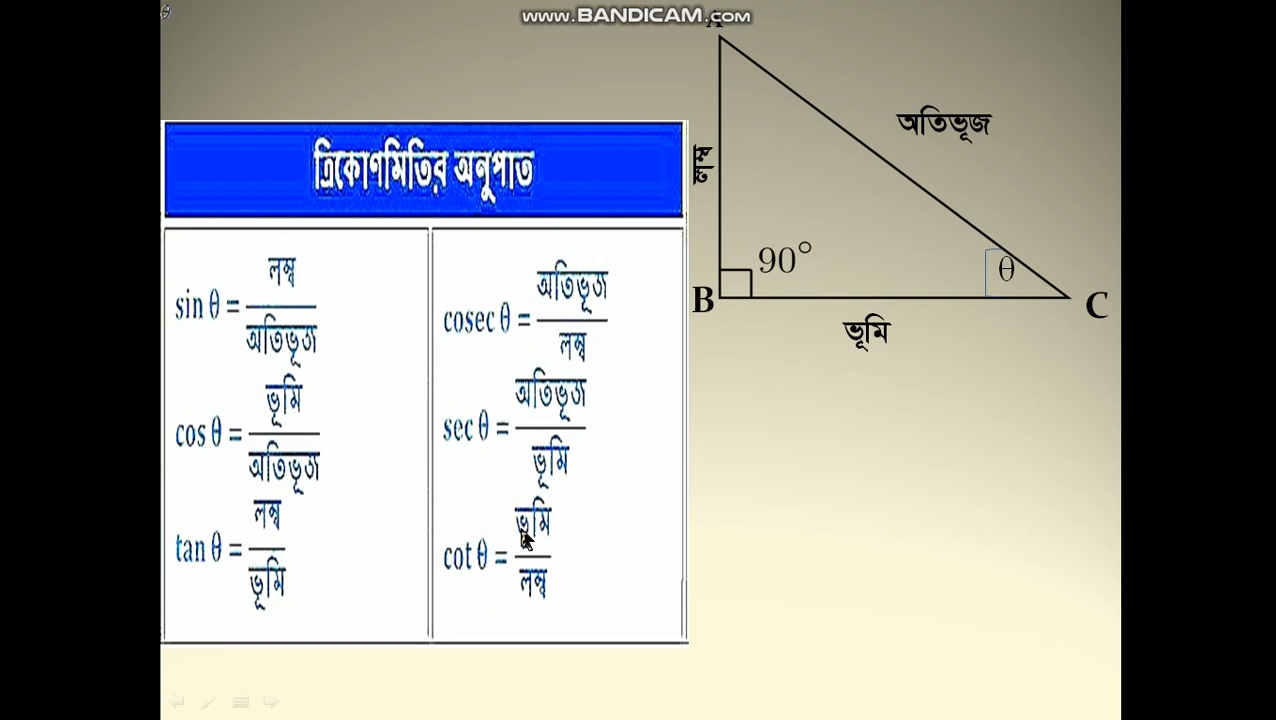 θ
www.BANDICAM.com
A
অতিভূজ
লম্ব
90°
θ
B
C
ভূমি
ত্রিকোণমিতির অনুপাত
sin θ = লম্ব / অতিভূজ
cos θ = ভূমি / অতিভূজ
tan θ = লম্ব / ভূমি
cosec θ = অতিভূজ / লম্ব
sec θ = অতিভূজ / ভূমি
cot θ = ভূমি / লম্ব